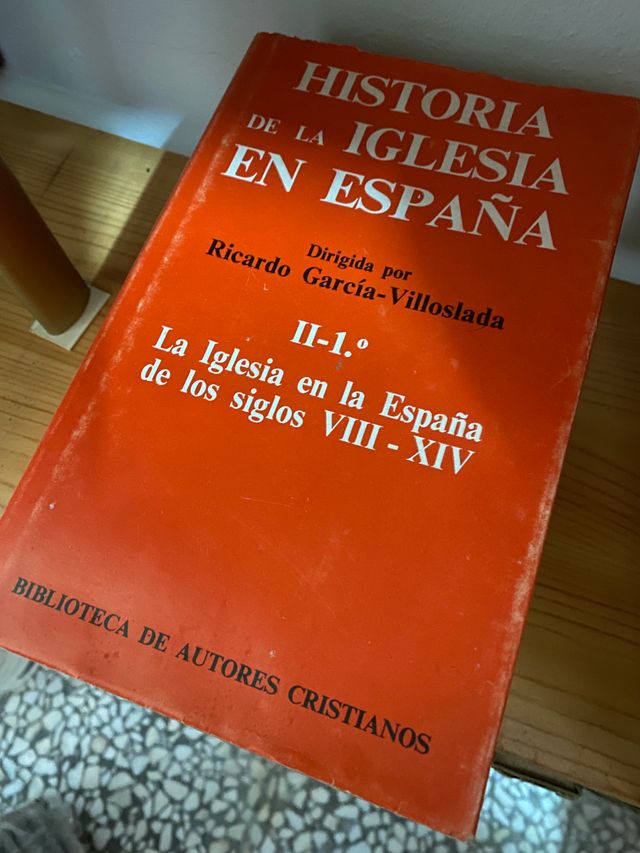 HISTORIA
DE LA IGLESIA
EN ESPAÑA
Dirigida por
Ricardo García-Villoslada
II-1.º
La Iglesia en la España
de los siglos VIII - XIV
BIBLIOTECA DE AUTORES CRISTIANOS